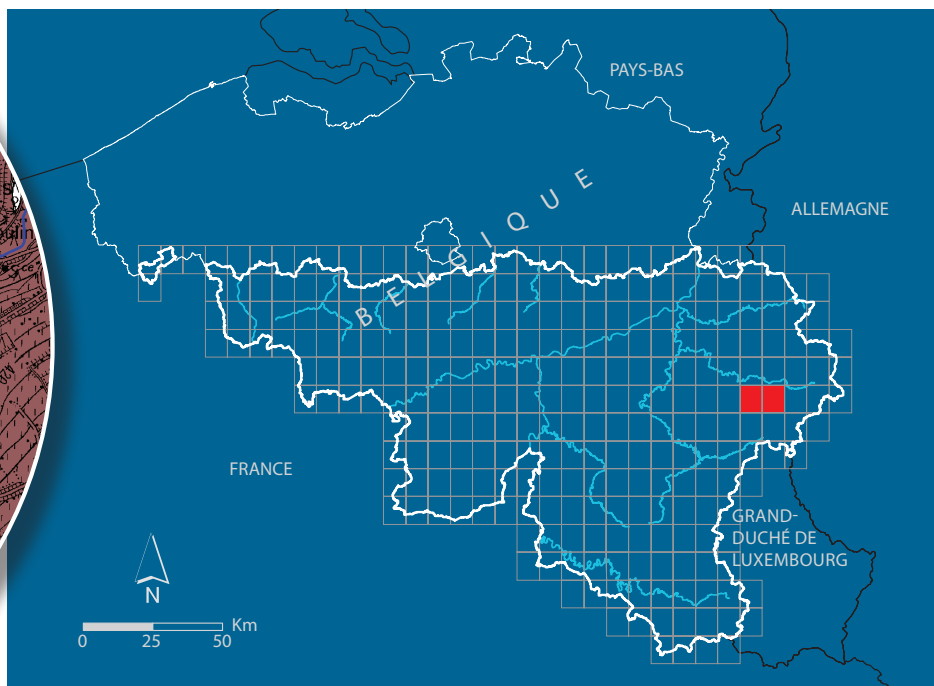 PAYS-BAS
ALLEMAGNE
BELGIQUE
FRANCE
GRAND-
DUCHÉ DE
LUXEMBOURG
N
Km
0 25 50